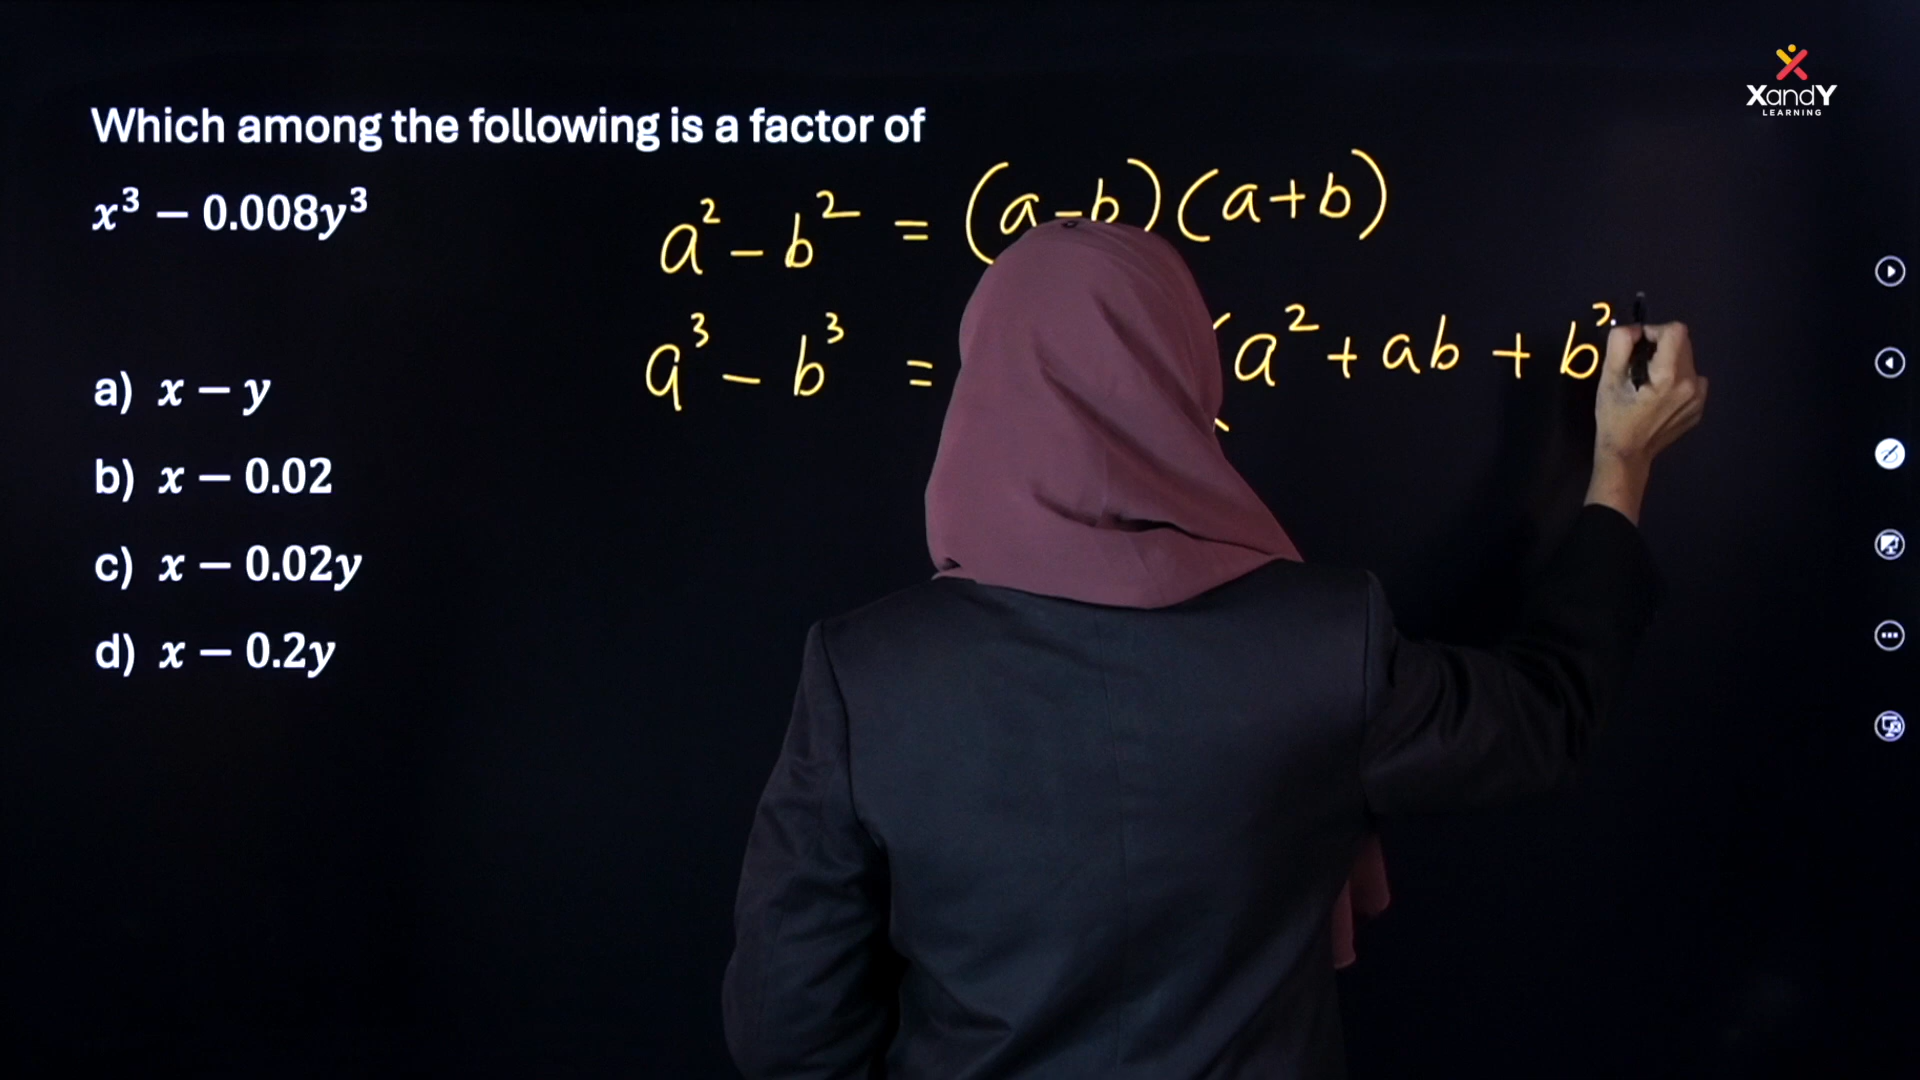 XandY
LEARNING
Which among the following is a factor of
x³ − 0.008y³
a² − b² = (a−b)(a+b)
a³ − b³ = (a² + ab + b²
a) x − y
b) x − 0.02
c) x − 0.02y
d) x − 0.2y